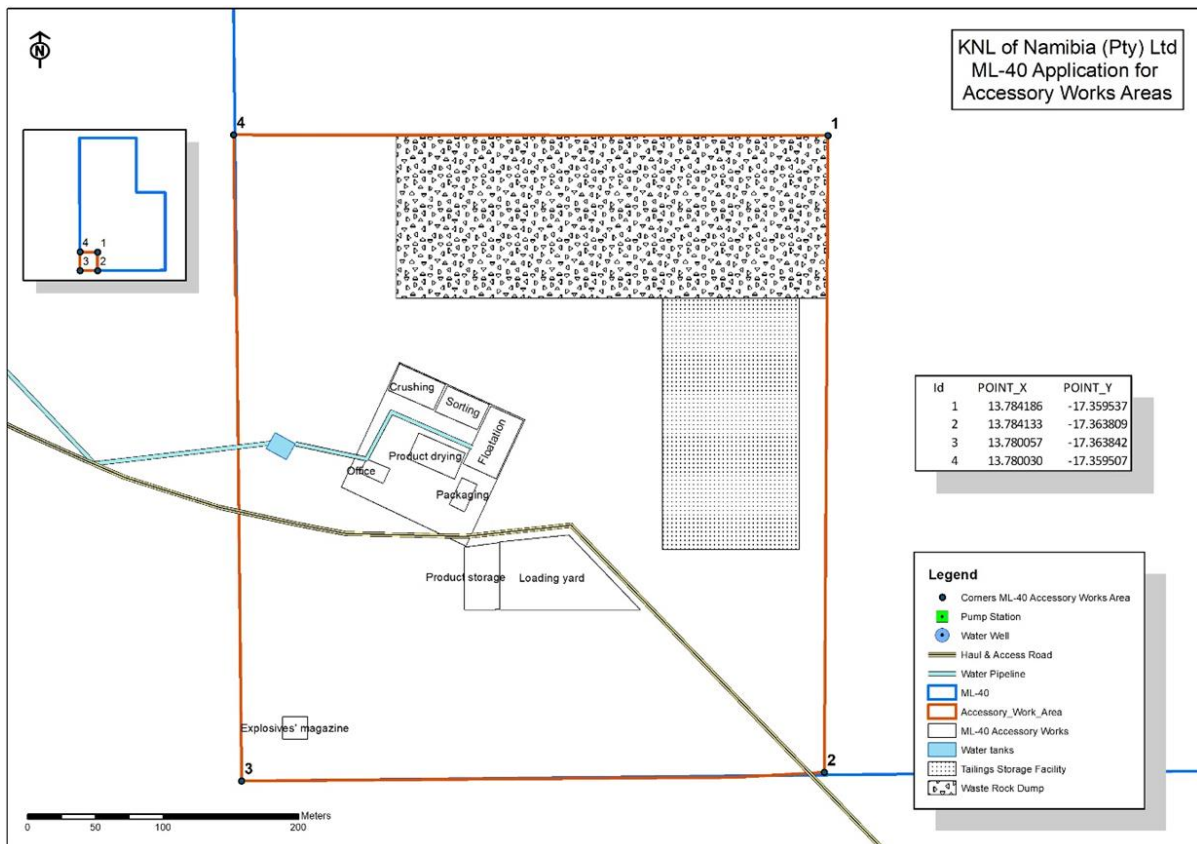 N
KNL of Namibia (Pty) Ltd
ML-40 Application for
Accessory Works Areas
4
1
4 1
3 2
Crushing
Sorting
Floatation
Product drying
Office
Packaging
Product storage
Loading yard
Explosives' magazine
3
2
Id POINT_X POINT_Y
1 13.784186 -17.359537
2 13.784133 -17.363809
3 13.780057 -17.363842
4 13.780030 -17.359507
Legend
Corners ML-40 Accessory Works Area
Pump Station
Water Well
Haul & Access Road
Water Pipeline
ML-40
Accessory_Work_Area
ML-40 Accessory Works
Water tanks
Tailings Storage Facility
Waste Rock Dump
Meters
0 50 100 200